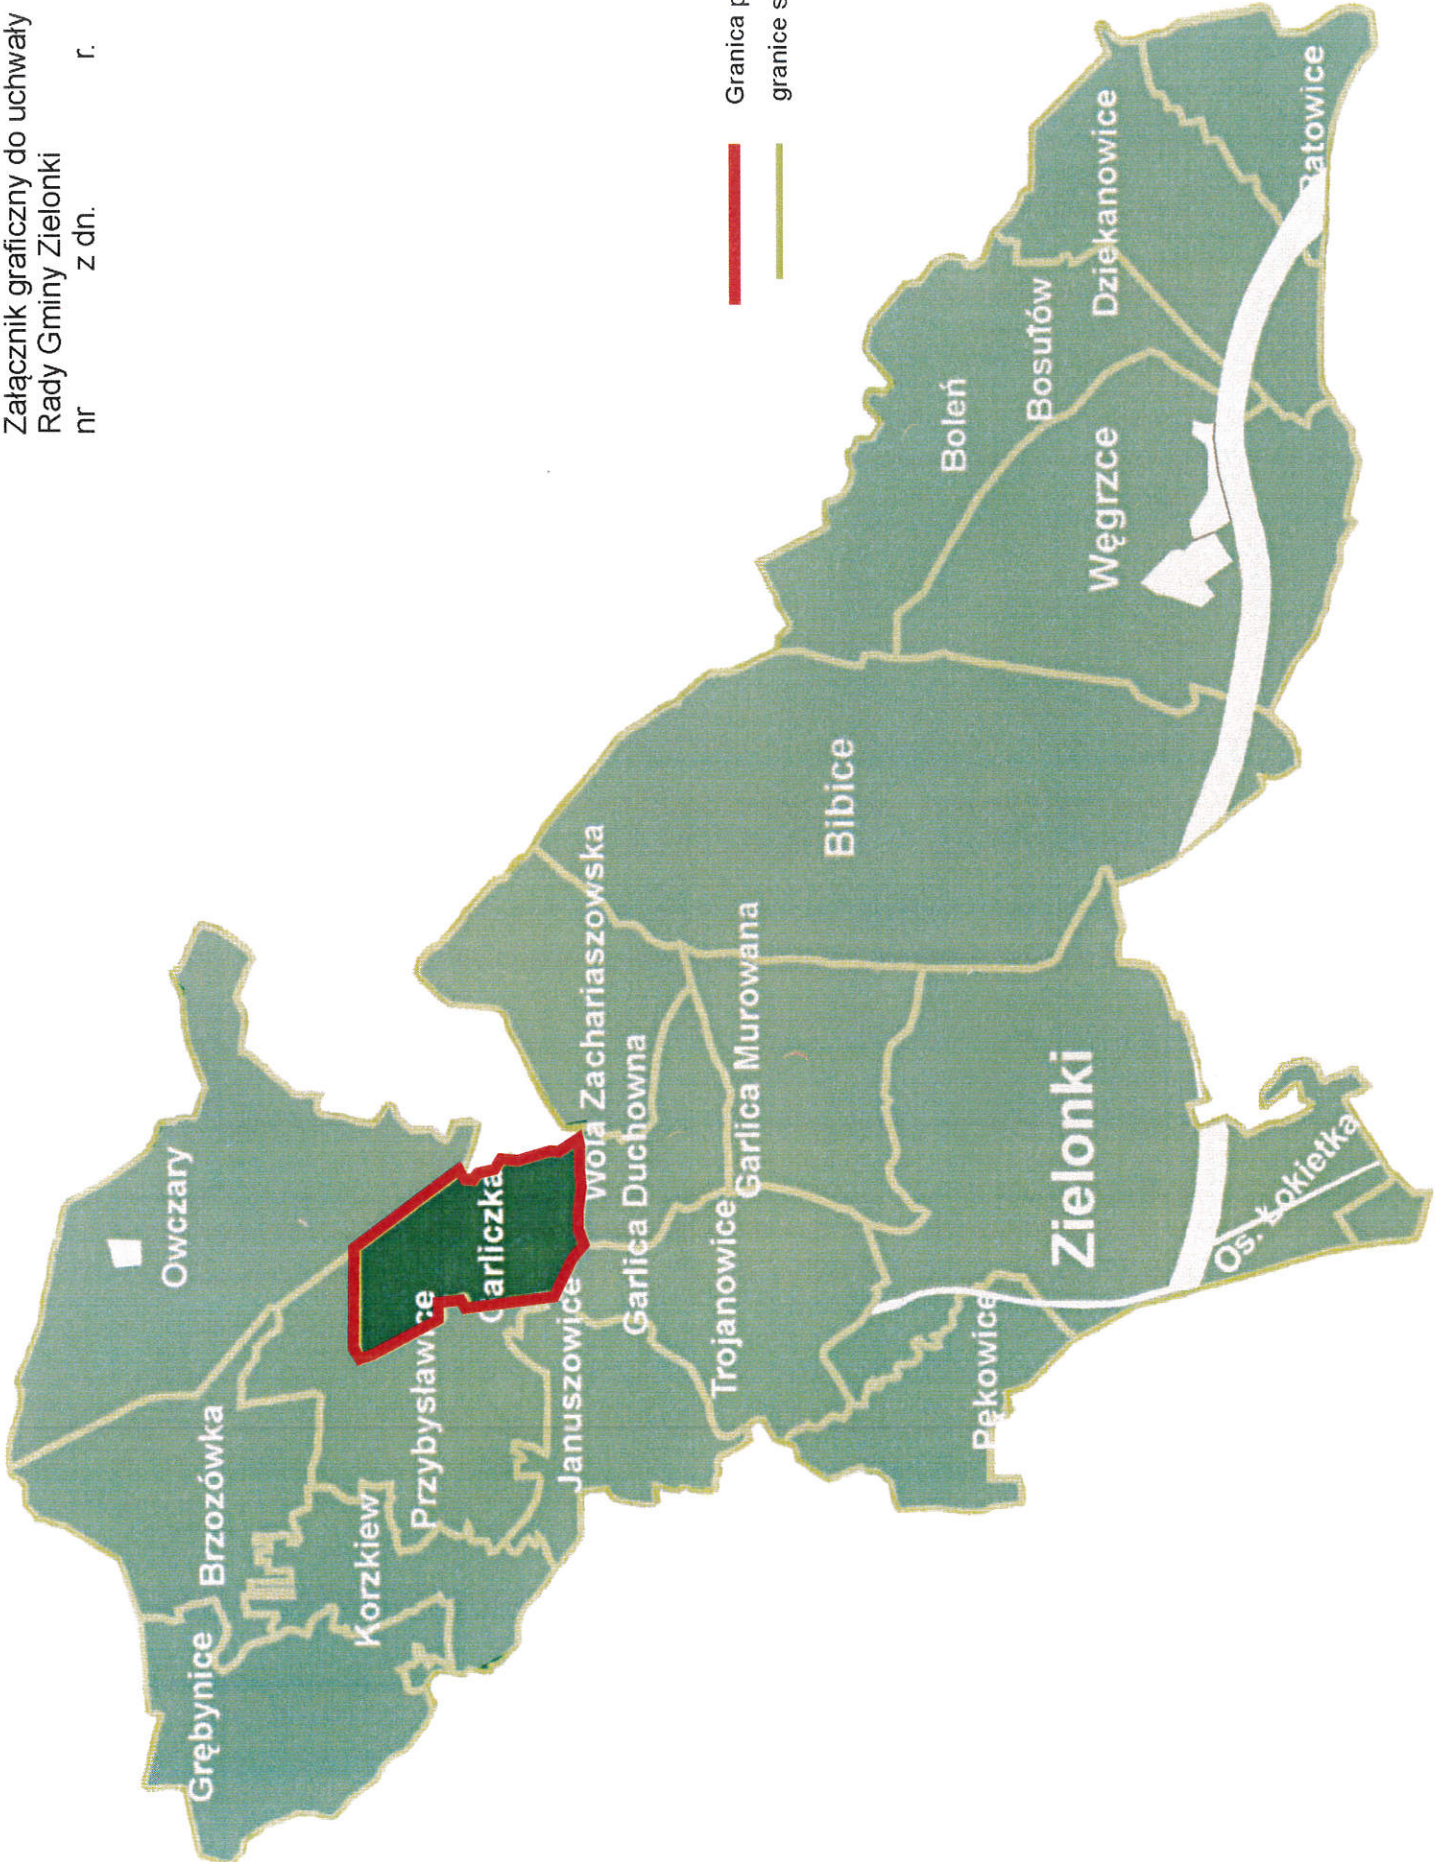 Załącznik graficzny do uchwały
Rady Gminy Zielonki
nr z dn. r.
Granica p
granice s
Owczary
Brzozówka
Grębynice
Korzkiew
Przybysławice
Garliczka
Januszowice
Wola Zachariaszowska
Garlica Duchowna
Garlica Murowana
Trojanowice
Bibice
Boleń
Bosutów
Dziekanowice
Batowice
Węgrzce
Zielonki
Pękowice
Os. Łokietka